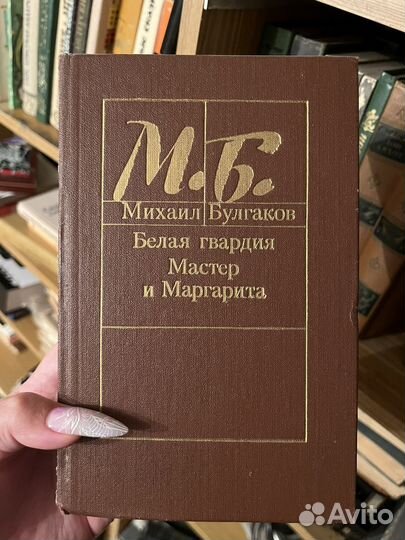 М.Б.
Михаил Булгаков
Белая гвардия
Мастер
и Маргарита
Avito